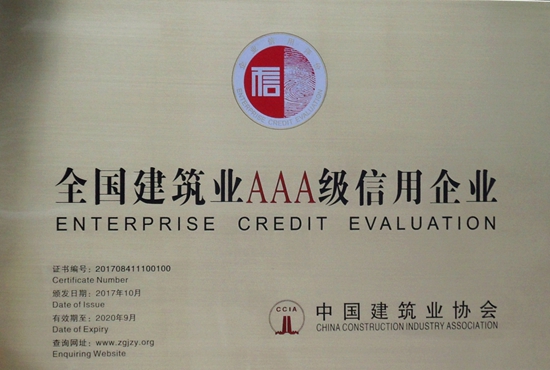 信
ENTERPRISE CREDIT EVALUATION
全国建筑业AAA级信用企业
ENTERPRISE CREDIT EVALUATION
证书编号：201708411100100
Certificate Number
颁发日期：2017年10月
Date of Issue
有效期至：2020年9月
Date of Expiry
查询网址：www.zgjzy.org
Enquiring Website
CCIA
中国建筑业协会
CHINA CONSTRUCTION INDUSTRY ASSOCIATION